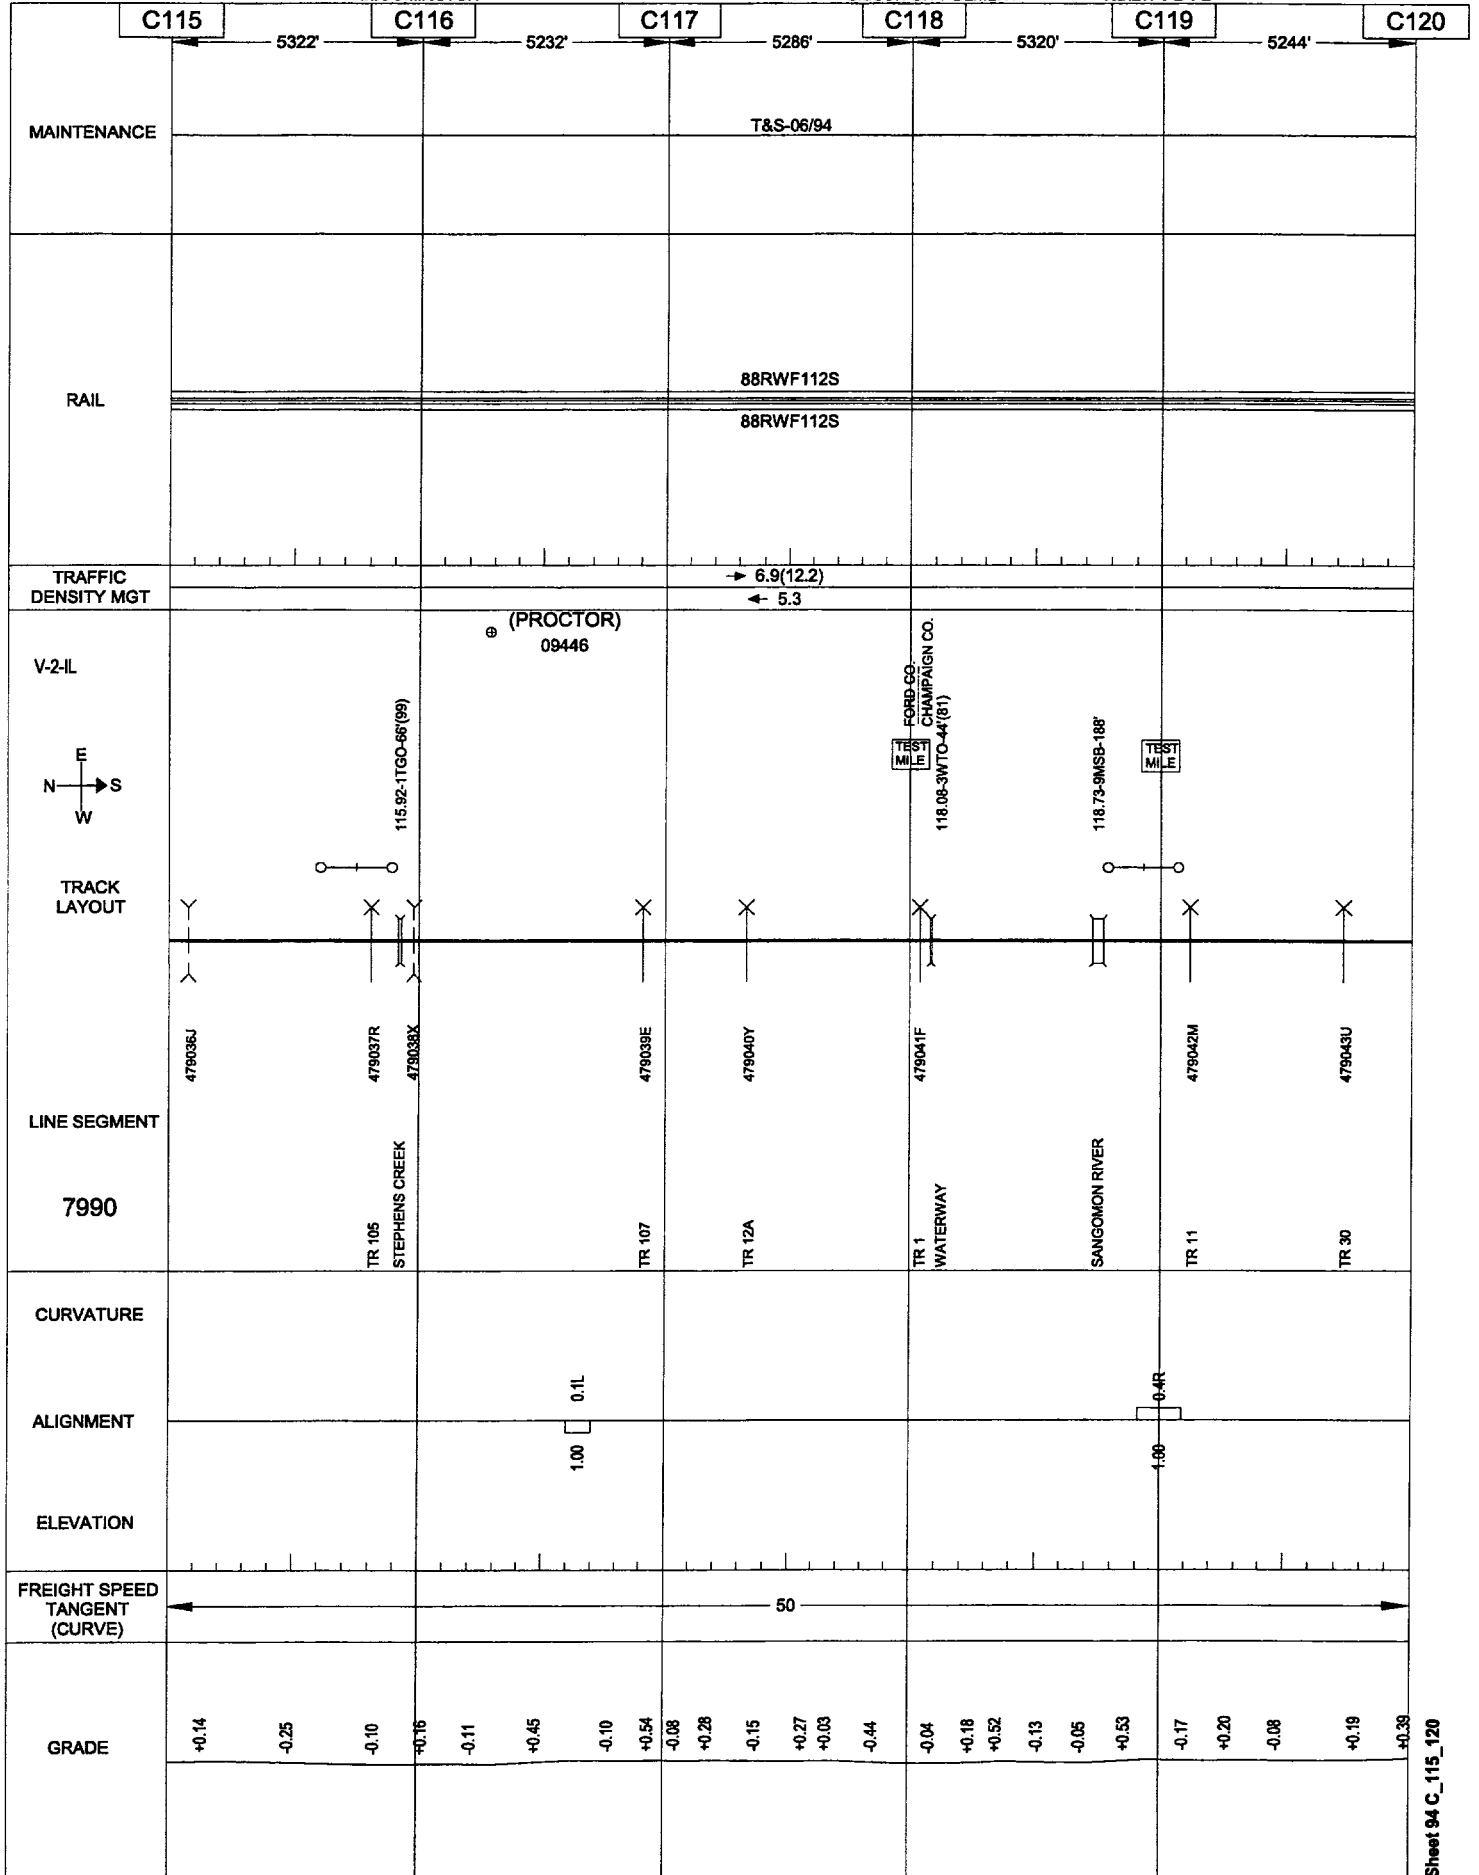 C115 C116 C117 C118 C119 C120
5322' 5232' 5286' 5320' 5244'
MAINTENANCE
T&S-06/94
RAIL
88RWF112S
88RWF112S
TRAFFIC
DENSITY MGT
6.9(12.2)
5.3
(PROCTOR)
09446
V-2-IL
E
N S
W
115.92-1TGO-66'(99)
FORD CO.
CHAMPAIGN CO.
118.08-3WTO-44'(81)
118.73-9MSB-188'
TEST
MILE
TEST
MILE
TRACK
LAYOUT
479036J 479037R 479038X 479039E 479040Y 479041F 479042M 479043U
LINE SEGMENT
7990
TR 105
STEPHENS CREEK
TR 107
TR 12A
TR 1
WATERWAY
SANGOMON RIVER
TR 11
TR 30
CURVATURE
0.1L 0.4R
ALIGNMENT
1.00 1.00
ELEVATION
FREIGHT SPEED
TANGENT
(CURVE)
50
GRADE
+0.14 -0.25 -0.10 +0.16 -0.11 +0.45 -0.10 +0.54 -0.08 +0.28 -0.15 +0.27 +0.03 -0.44 -0.04 +0.18 +0.52 -0.13 -0.05 +0.53 -0.17 +0.20 -0.08 +0.19 +0.39
Sheet 94 C_115_120